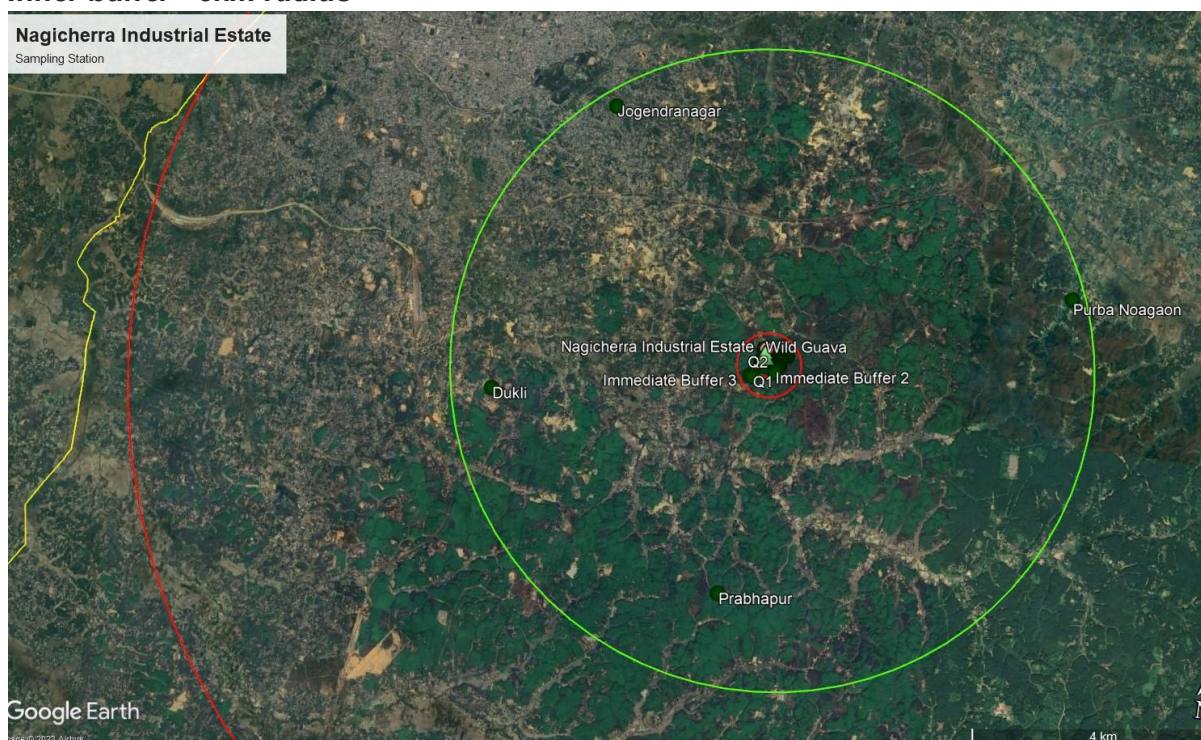 Nagicherra Industrial Estate
Sampling Station
Jogendranagar
Purba Noagaon
Nagicherra Industrial Estate
Wild Guava
Q2
Immediate Buffer 3
Q1
Immediate Buffer 2
Dukli
Prabhapur
Google Earth
4 km